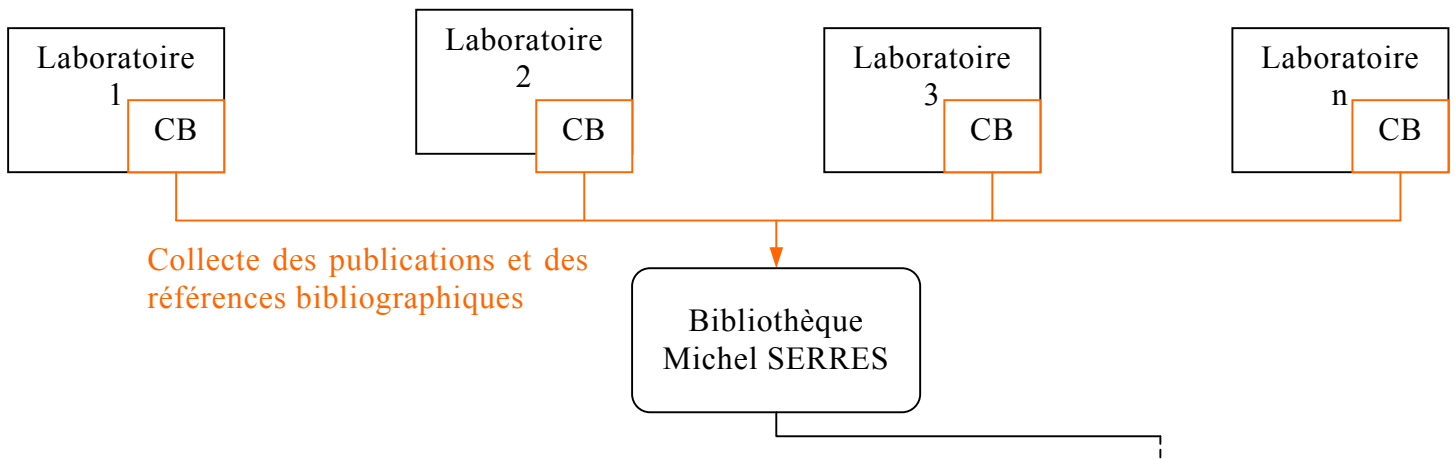 Laboratoire
1
CB
Laboratoire
2
CB
Laboratoire
3
CB
Laboratoire
n
CB
Collecte des publications et des
références bibliographiques
Bibliothèque
Michel SERRES